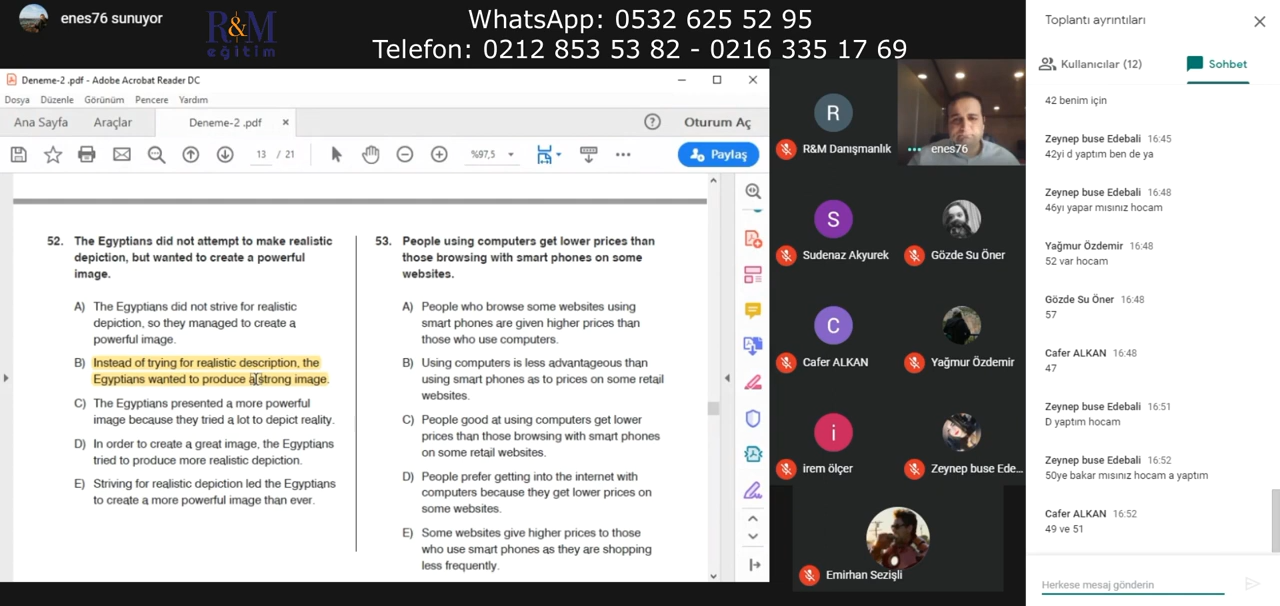 enes76 sunuyor
R&M
eğitim
WhatsApp: 0532 625 52 95
Telefon: 0212 853 53 82 - 0216 335 17 69
Deneme-2 .pdf - Adobe Acrobat Reader DC
Dosya Düzenle Görünüm Pencere Yardım
Ana Sayfa Araçlar Deneme-2 .pdf × Oturum Aç
13 / 21 %97,5 Paylaş
52. The Egyptians did not attempt to make realistic
depiction, but wanted to create a powerful
image.
A) The Egyptians did not strive for realistic
depiction, so they managed to create a
powerful image.
B) Instead of trying for realistic description, the
Egyptians wanted to produce a strong image.
C) The Egyptians presented a more powerful
image because they tried a lot to depict reality.
D) In order to create a great image, the Egyptians
tried to produce more realistic depiction.
E) Striving for realistic depiction led the Egyptians
to create a more powerful image than ever.
53. People using computers get lower prices than
those browsing with smart phones on some
websites.
A) People who browse some websites using
smart phones are given higher prices than
those who use computers.
B) Using computers is less advantageous than
using smart phones as to prices on some retail
websites.
C) People good at using computers get lower
prices than those browsing with smart phones
on some retail websites.
D) People prefer getting into the internet with
computers because they get lower prices on
some websites.
E) Some websites give higher prices to those
who use smart phones as they are shopping
less frequently.
R
R&M Danışmanlık
enes76
S
Sudenaz Akyurek
Gözde Su Öner
C
Cafer ALKAN
Yağmur Özdemir
i
irem ölçer
Zeynep buse Ede...
Emirhan Sezişli
Toplantı ayrıntıları
Kullanıcılar (12) Sohbet
42 benim için
Zeynep buse Edebali 16:45
42yi d yaptım ben de ya
Zeynep buse Edebali 16:48
46yı yapar mısınız hocam
Yağmur Özdemir 16:48
52 var hocam
Gözde Su Öner 16:48
57
Cafer ALKAN 16:48
47
Zeynep buse Edebali 16:51
D yaptım hocam
Zeynep buse Edebali 16:52
50ye bakar mısınız hocam a yaptım
Cafer ALKAN 16:52
49 ve 51
Herkese mesaj gönderin